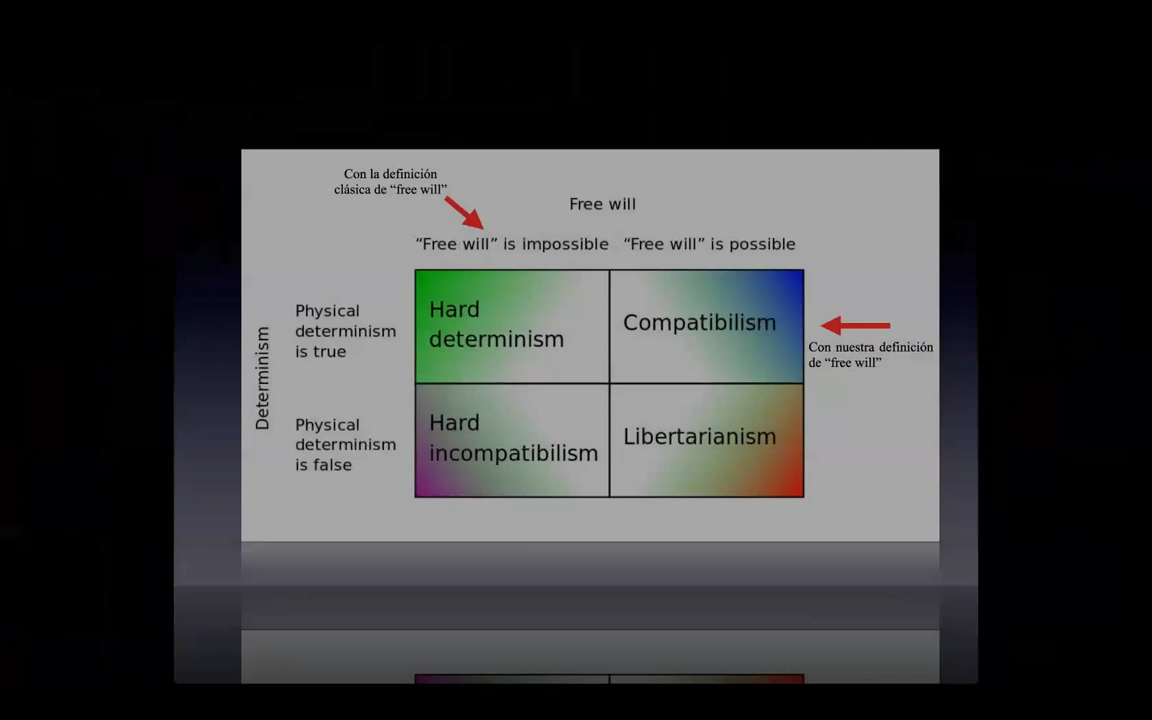 Con la definición
clásica de “free will”
Free will
“Free will” is impossible
“Free will” is possible
Determinism
Physical
determinism
is true
Hard
determinism
Compatibilism
Con nuestra definición
de “free will”
Physical
determinism
is false
Hard
incompatibilism
Libertarianism